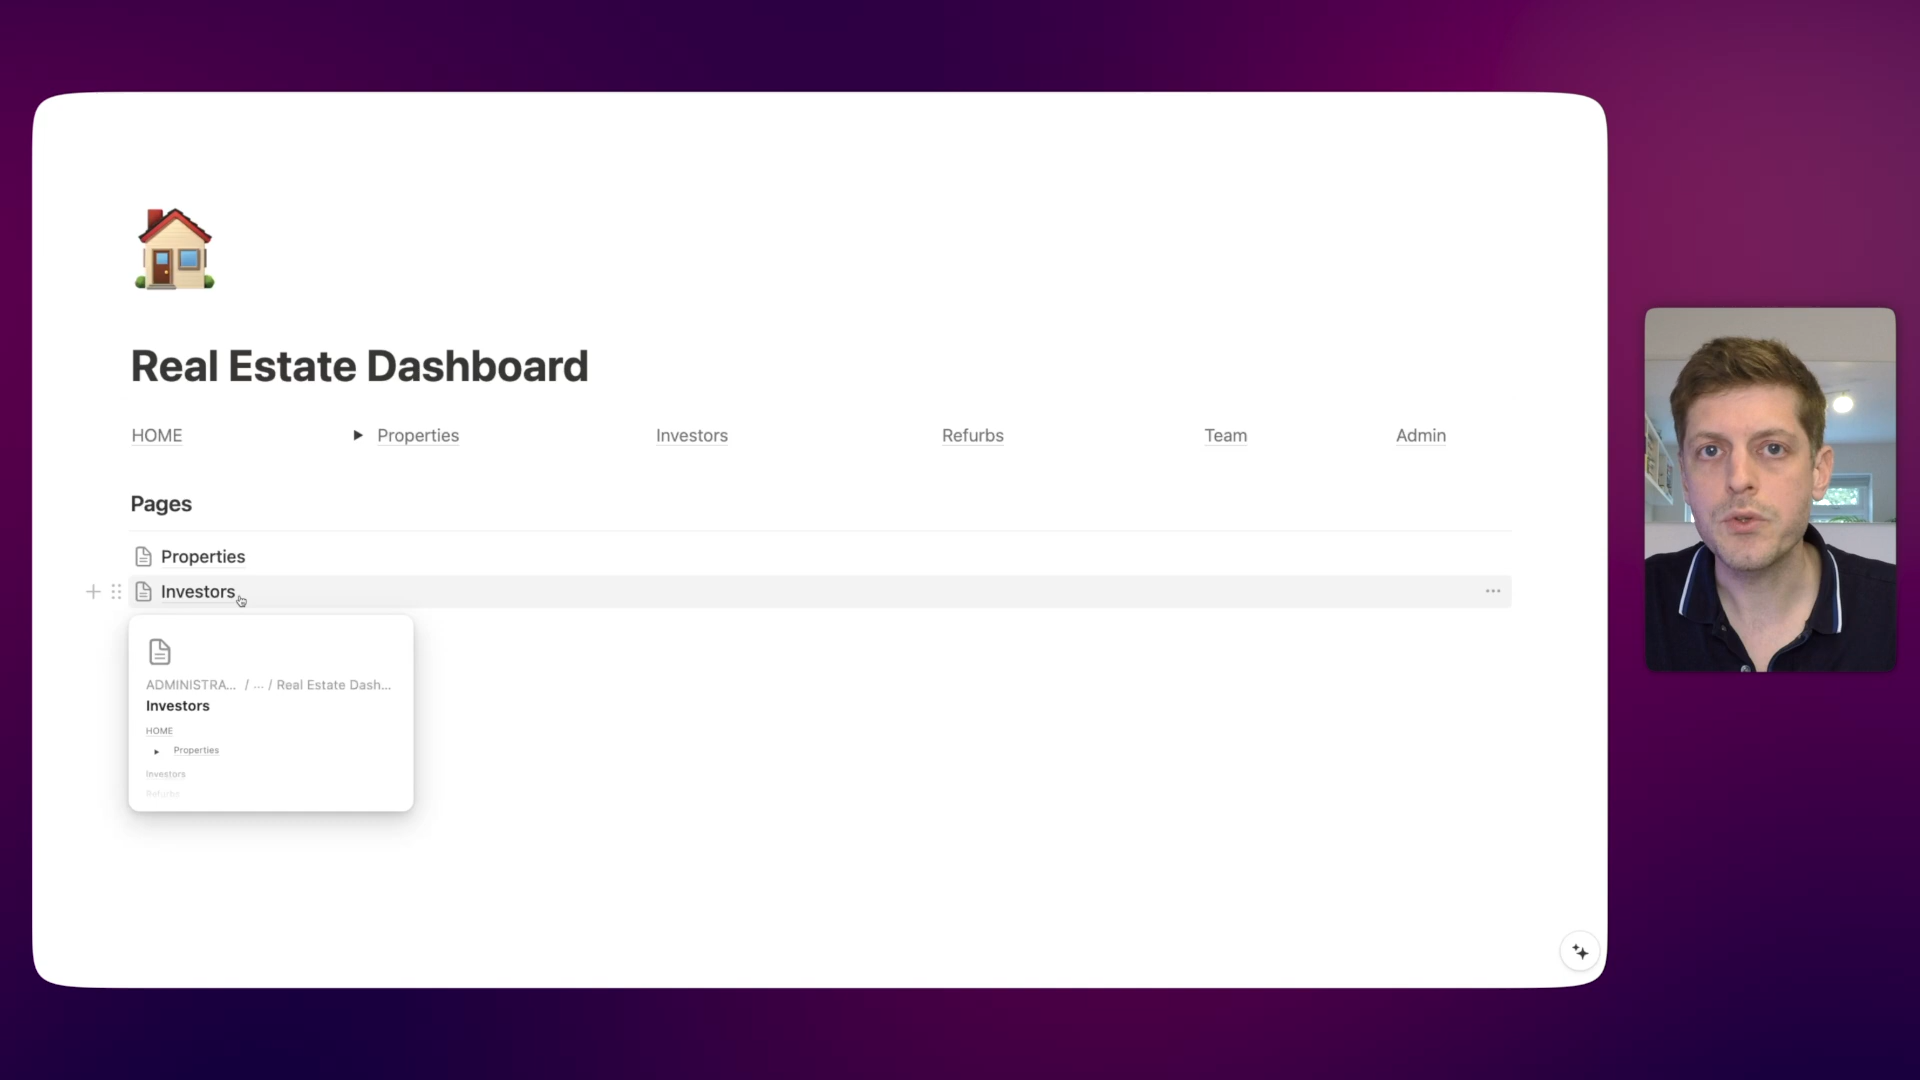 Real Estate Dashboard
HOME Properties Investors Refurbs Team Admin
Pages
Properties
Investors
ADMINISTRA... / ... / Real Estate Dash...
Investors
HOME
Properties
Investors
Refurbs